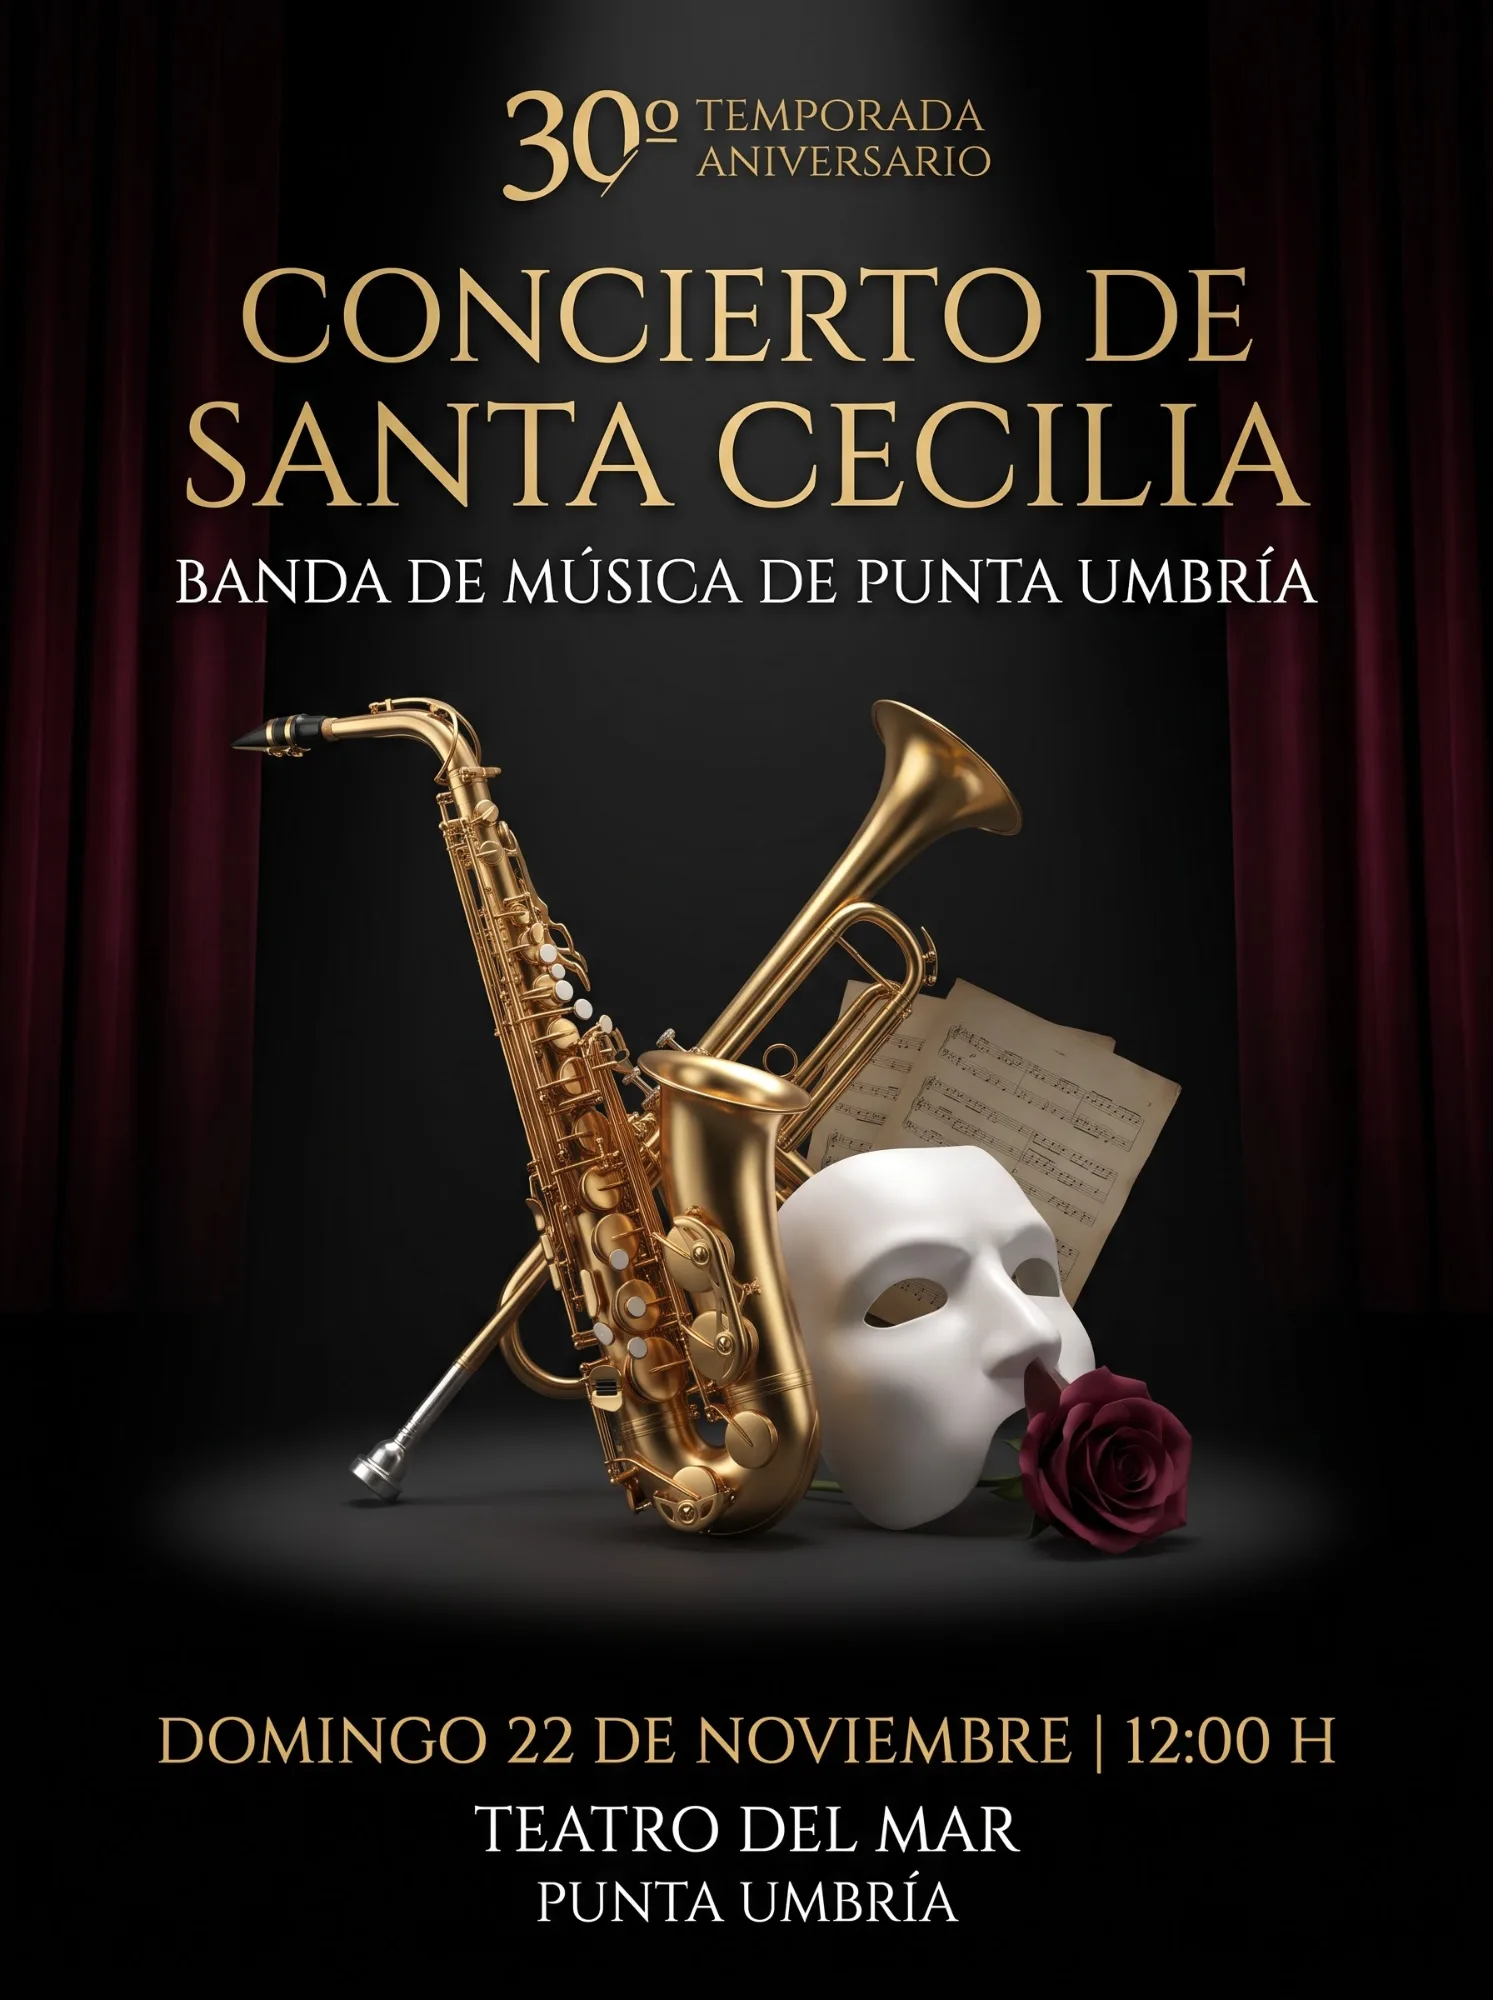 30º TEMPORADA
ANIVERSARIO
CONCIERTO DE
SANTA CECILIA
BANDA DE MÚSICA DE PUNTA UMBRÍA
DOMINGO 22 DE NOVIEMBRE | 12:00 H
TEATRO DEL MAR
PUNTA UMBRÍA